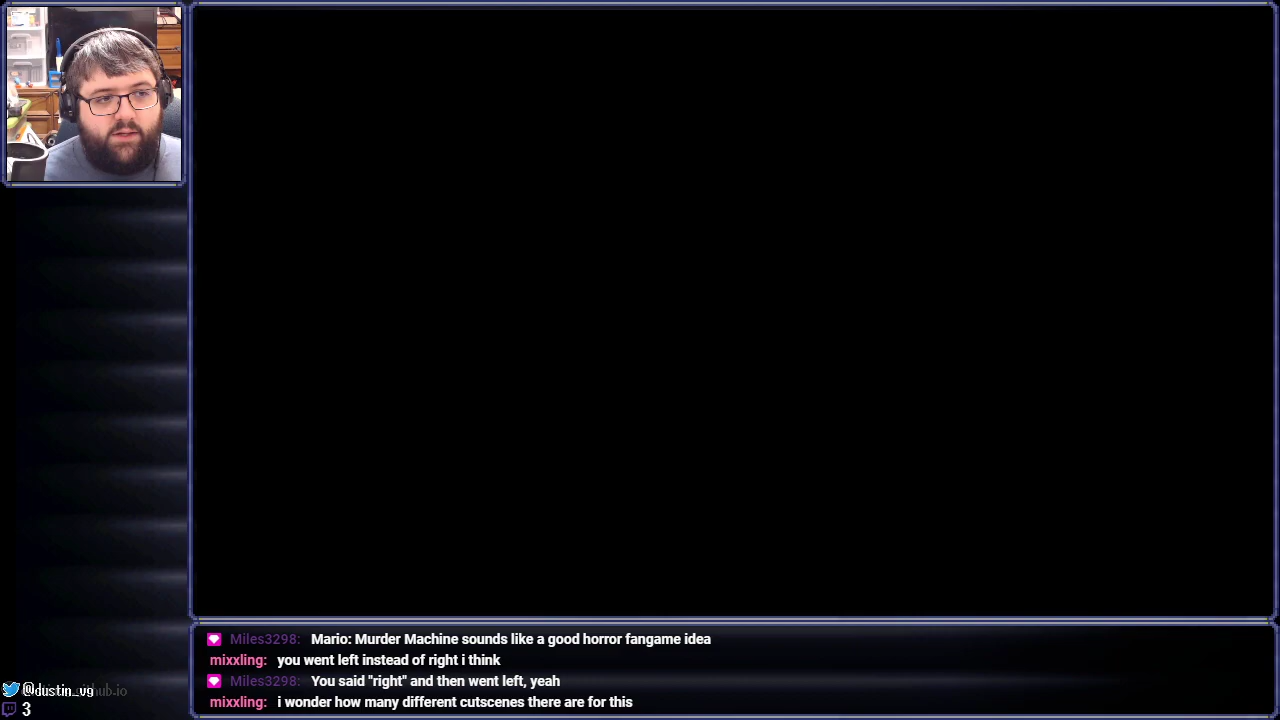 Miles3298: Mario: Murder Machine sounds like a good horror fangame idea
mixxling: you went left instead of right i think
Miles3298: You said "right" and then went left, yeah
mixxling: i wonder how many different cutscenes there are for this
@dustin_vg
3